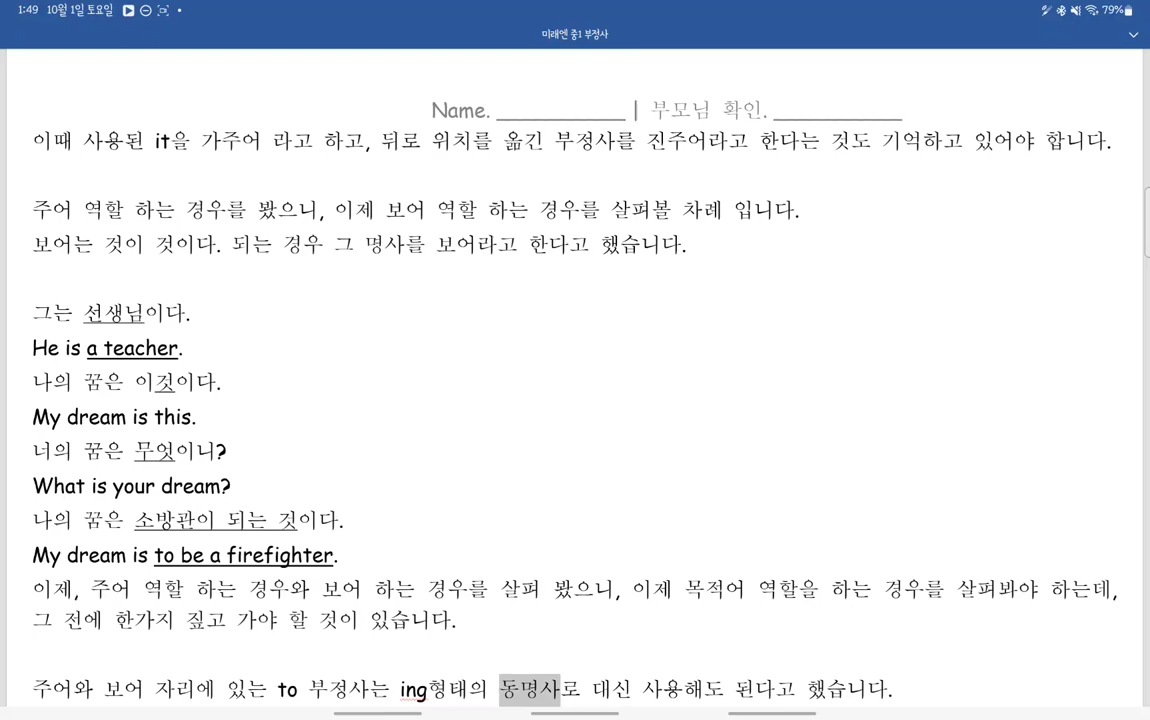 1:49 10월 1일 토요일
79%
미래엔 중1 부정사
Name. ____________ | 부모님 확인. ____________
이때 사용된 it을 가주어 라고 하고, 뒤로 위치를 옮긴 부정사를 진주어라고 한다는 것도 기억하고 있어야 합니다.
주어 역할 하는 경우를 봤으니, 이제 보어 역할 하는 경우를 살펴볼 차례 입니다.
보어는 것이 것이다. 되는 경우 그 명사를 보어라고 한다고 했습니다.
그는 선생님이다.
He is a teacher.
나의 꿈은 이것이다.
My dream is this.
너의 꿈은 무엇이니?
What is your dream?
나의 꿈은 소방관이 되는 것이다.
My dream is to be a firefighter.
이제, 주어 역할 하는 경우와 보어 하는 경우를 살펴 봤으니, 이제 목적어 역할을 하는 경우를 살펴봐야 하는데,
그 전에 한가지 짚고 가야 할 것이 있습니다.
주어와 보어 자리에 있는 to 부정사는 ing형태의 동명사로 대신 사용해도 된다고 했습니다.